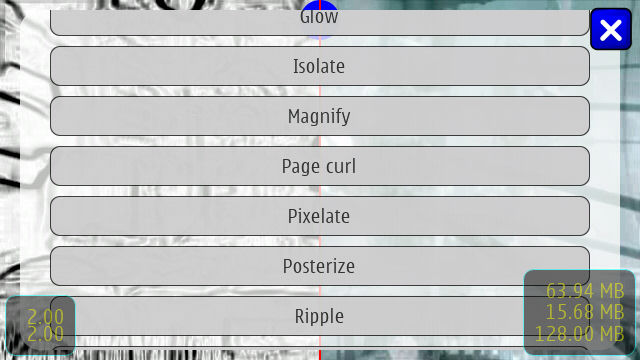 Glow
Isolate
Magnify
Page curl
Pixelate
Posterize
Ripple
2.00
2.00
63.94 MB
15.68 MB
128.00 MB